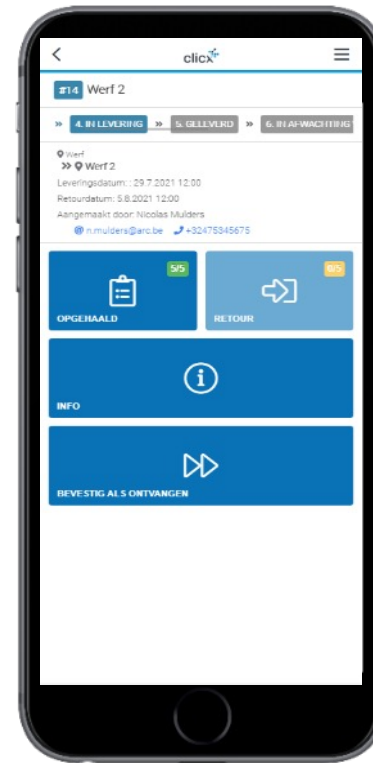 clicx
#14 Werf 2
» 4. IN LEVERING » 5. GELEVERD » 6. IN AFWACHTING
Werf
» Werf 2
Leveringsdatum: : 29.7.2021 12:00
Retourdatum: 5.8.2021 12:00
Aangemaakt door: Nicolas Mulders
n.mulders@arc.be +32475345675
5/5
OPGEHAALD
0/5
RETOUR
INFO
BEVESTIG ALS ONTVANGEN